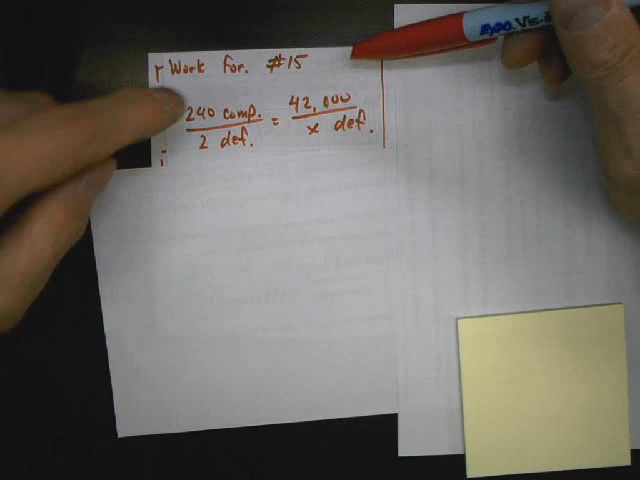 Work for. #15
240 comp. / 2 def. = 42,000 / x def.
EXPO. Vis-à